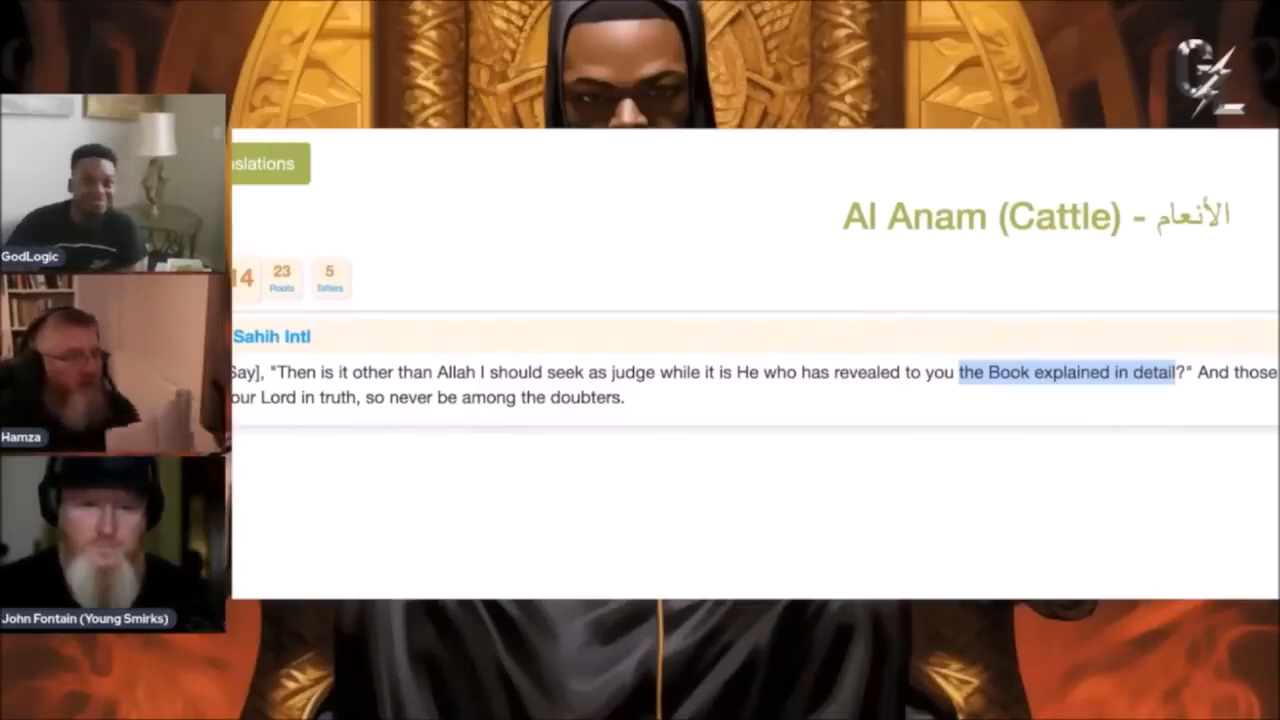 GodLogic
Hamza
John Fontain (Young Smirks)
slations
Al Anam (Cattle) - الأنعام
14
23
Roots
5
Tafsirs
Sahih Intl
Say], "Then is it other than Allah I should seek as judge while it is He who has revealed to you the Book explained in detail?" And those
our Lord in truth, so never be among the doubters.